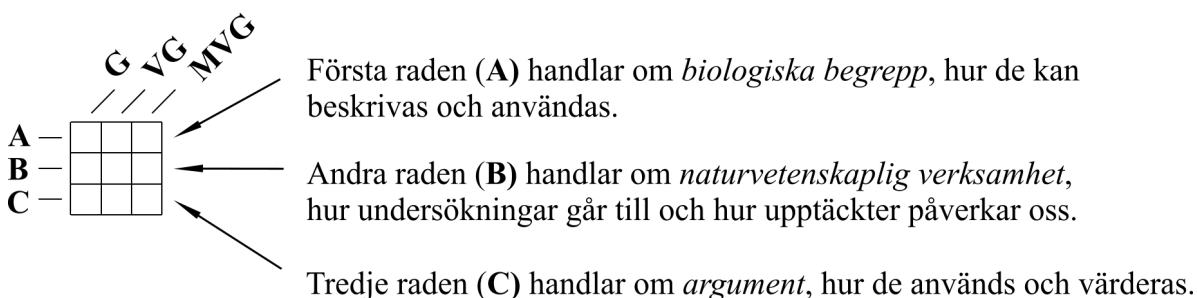 G VG MVG
Första raden (A) handlar om biologiska begrepp, hur de kan
beskrivas och användas.
A
B
C
Andra raden (B) handlar om naturvetenskaplig verksamhet,
hur undersökningar går till och hur upptäckter påverkar oss.
Tredje raden (C) handlar om argument, hur de används och värderas.